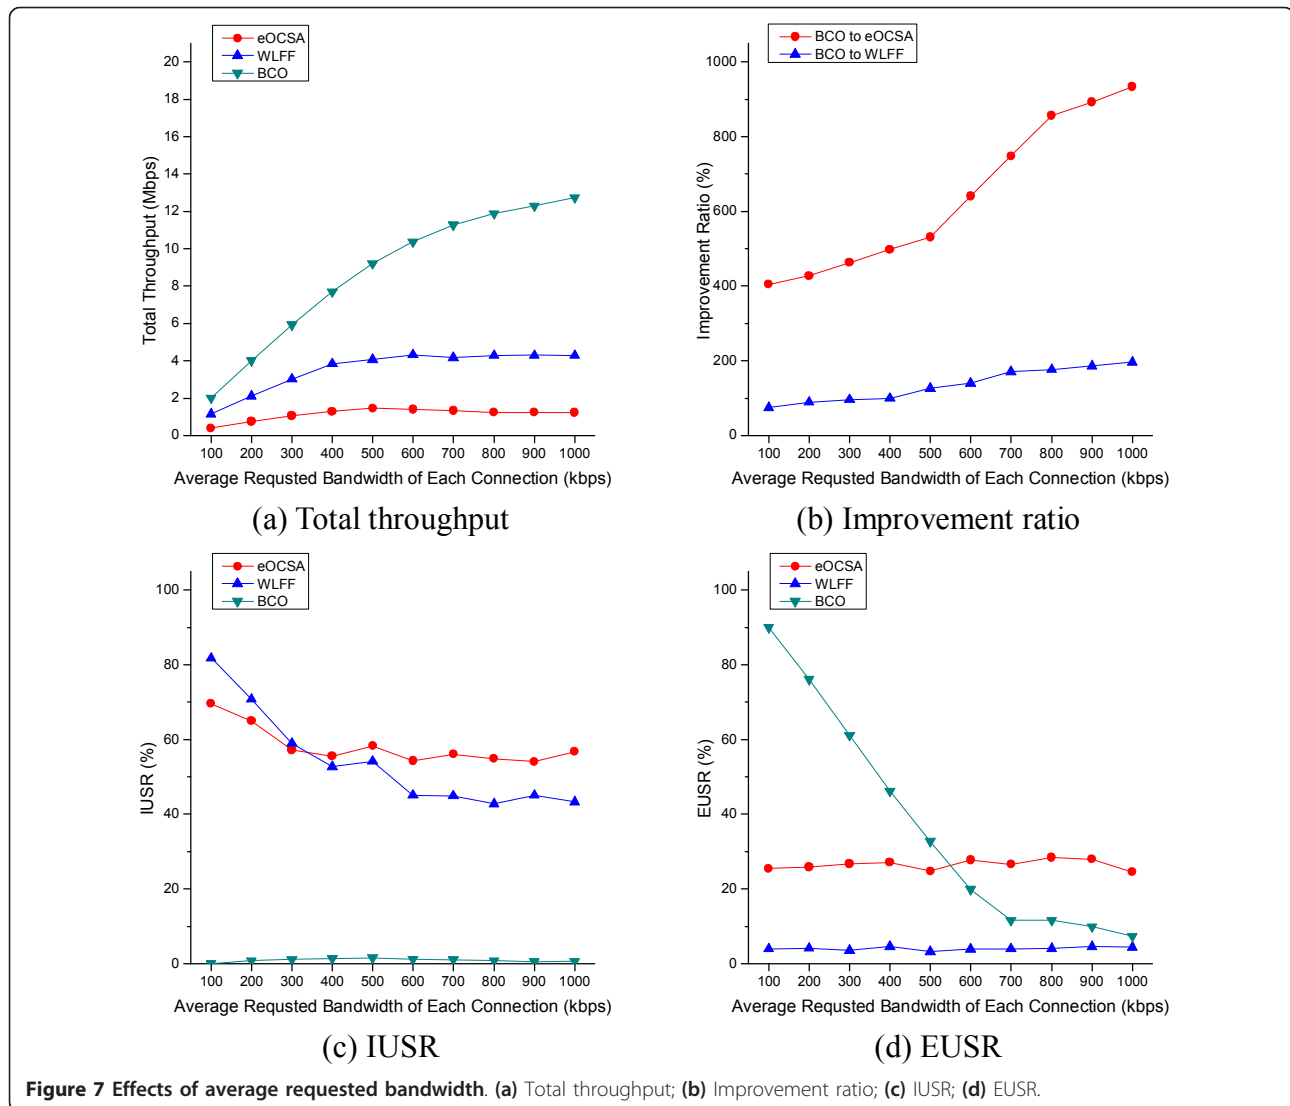 eOCSA
WLFF
BCO
20
18
16
14
12
10
8
6
4
2
0
Total Throughput (Mbps)
100 200 300 400 500 600 700 800 900 1000
Average Requsted Bandwidth of Each Connection (kbps)
(a) Total throughput
BCO to eOCSA
BCO to WLFF
1000
800
600
400
200
0
Improvement Ratio (%)
100 200 300 400 500 600 700 800 900 1000
Average Requsted Bandwidth of Each Connection (kbps)
(b) Improvement ratio
eOCSA
WLFF
BCO
100
80
60
40
20
0
IUSR (%)
100 200 300 400 500 600 700 800 900 1000
Average Requsted Bandwidth of Each Connection (kbps)
(c) IUSR
eOCSA
WLFF
BCO
100
80
60
40
20
0
EUSR (%)
100 200 300 400 500 600 700 800 900 1000
Average Requsted Bandwidth of Each Connection (kbps)
(d) EUSR
Figure 7 Effects of average requested bandwidth. (a) Total throughput; (b) Improvement ratio; (c) IUSR; (d) EUSR.